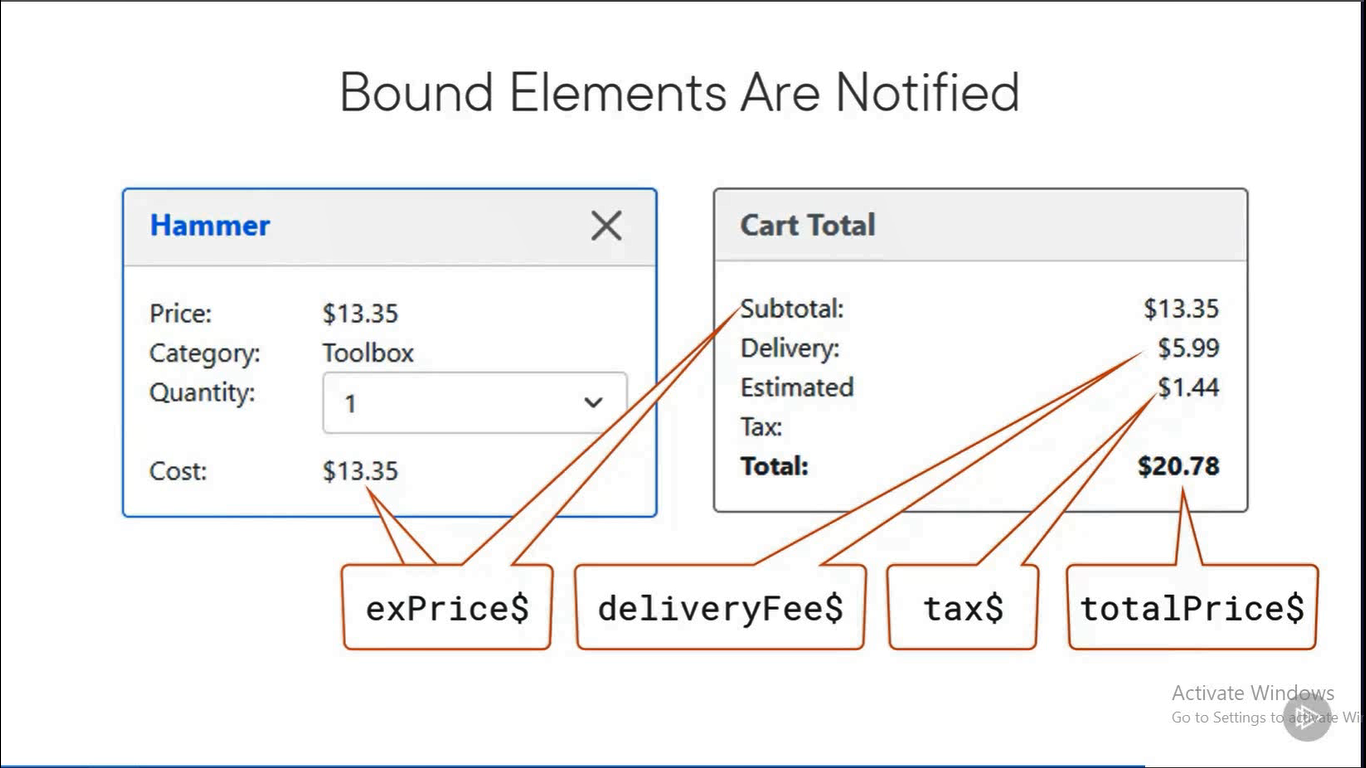 Bound Elements Are Notified
Hammer
Price: $13.35
Category: Toolbox
Quantity: 1
Cost: $13.35
Cart Total
Subtotal: $13.35
Delivery: $5.99
Estimated $1.44
Tax:
Total: $20.78
exPrice$
deliveryFee$
tax$
totalPrice$
Activate Windows
Go to Settings to activate Wi